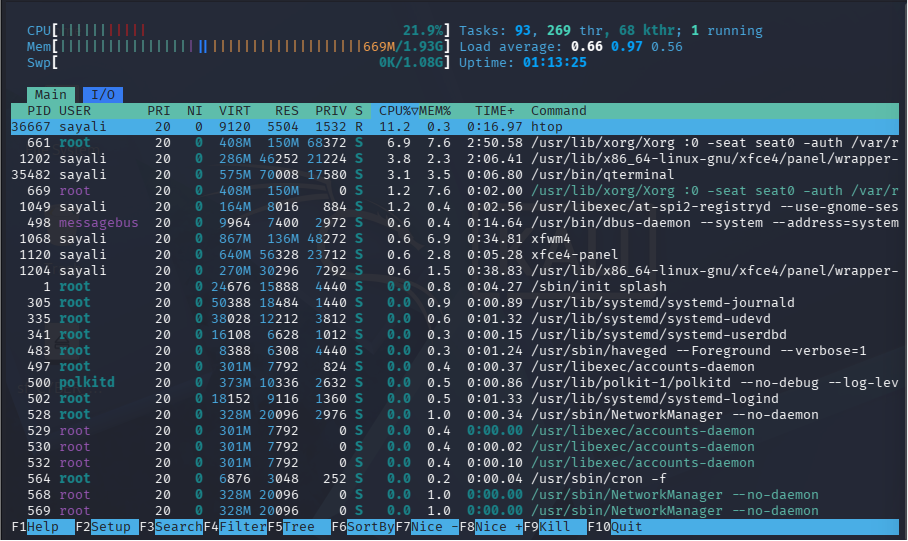 CPU[|||||||||||| 21.9%] Tasks: 93, 269 thr, 68 kthr; 1 running
Mem[||||||||||||||||||||||||||||||||||||||669M/1.93G] Load average: 0.66 0.97 0.56
Swp[ 0K/1.08G] Uptime: 01:13:25
Main I/O
PID USER PRI NI VIRT RES PRIV S CPU%▽MEM% TIME+ Command
36667 sayali 20 0 9120 5504 1532 R 11.2 0.3 0:16.97 htop
661 root 20 0 408M 150M 68372 S 6.9 7.6 2:50.58 /usr/lib/xorg/Xorg :0 -seat seat0 -auth /var/r
1202 sayali 20 0 286M 46252 21224 S 3.8 2.3 2:06.41 /usr/lib/x86_64-linux-gnu/xfce4/panel/wrapper-
35482 sayali 20 0 575M 70008 17580 S 3.1 3.5 0:06.80 /usr/bin/qterminal
669 root 20 0 408M 150M 0 S 1.2 7.6 0:02.00 /usr/lib/xorg/Xorg :0 -seat seat0 -auth /var/r
1049 sayali 20 0 164M 8016 884 S 1.2 0.4 0:02.56 /usr/libexec/at-spi2-registryd --use-gnome-ses
498 messagebus 20 0 9964 7400 2972 S 0.6 0.4 0:14.64 /usr/bin/dbus-daemon --system --address=system
1068 sayali 20 0 867M 136M 48272 S 0.6 6.9 0:34.81 xfwm4
1120 sayali 20 0 640M 56328 23712 S 0.6 2.8 0:05.28 xfce4-panel
1204 sayali 20 0 270M 30296 7292 S 0.6 1.5 0:38.83 /usr/lib/x86_64-linux-gnu/xfce4/panel/wrapper-
1 root 20 0 24676 15888 4440 S 0.0 0.8 0:04.27 /sbin/init splash
305 root 20 0 50388 18484 1440 S 0.0 0.9 0:00.89 /usr/lib/systemd/systemd-journald
335 root 20 0 38028 12212 3812 S 0.0 0.6 0:01.32 /usr/lib/systemd/systemd-udevd
341 root 20 0 16108 6628 1012 S 0.0 0.3 0:00.15 /usr/lib/systemd/systemd-userdbd
483 root 20 0 8388 6308 4440 S 0.0 0.3 0:01.24 /usr/sbin/haveged --Foreground --verbose=1
497 root 20 0 301M 7792 824 S 0.0 0.4 0:00.37 /usr/libexec/accounts-daemon
500 polkitd 20 0 373M 10336 2632 S 0.0 0.5 0:00.86 /usr/lib/polkit-1/polkitd --no-debug --log-lev
502 root 20 0 18152 9116 1360 S 0.0 0.5 0:01.33 /usr/lib/systemd/systemd-logind
528 root 20 0 328M 20096 2976 S 0.0 1.0 0:00.34 /usr/sbin/NetworkManager --no-daemon
529 root 20 0 301M 7792 0 S 0.0 0.4 0:00.00 /usr/libexec/accounts-daemon
530 root 20 0 301M 7792 0 S 0.0 0.4 0:00.02 /usr/libexec/accounts-daemon
532 root 20 0 301M 7792 0 S 0.0 0.4 0:00.10 /usr/libexec/accounts-daemon
564 root 20 0 6876 3048 252 S 0.0 0.2 0:00.04 /usr/sbin/cron -f
568 root 20 0 328M 20096 0 S 0.0 1.0 0:00.00 /usr/sbin/NetworkManager --no-daemon
569 root 20 0 328M 20096 0 S 0.0 1.0 0:00.00 /usr/sbin/NetworkManager --no-daemon
F1Help F2Setup F3SearchF4FilterF5Tree F6SortByF7Nice -F8Nice +F9Kill F10Quit